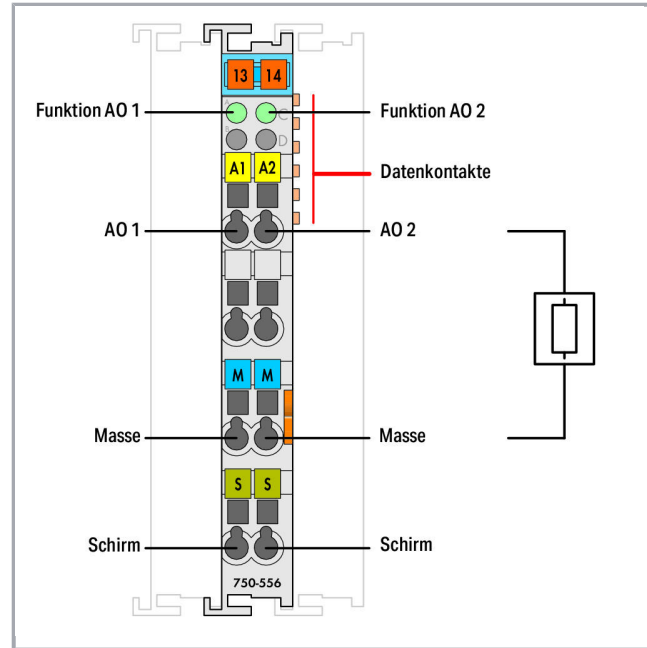 13 14
Funktion AO 1
A
C
Funktion AO 2
B
D
A1 A2
Datenkontakte
AO 1
AO 2
M M
Masse
Masse
S S
Schirm
Schirm
750-556